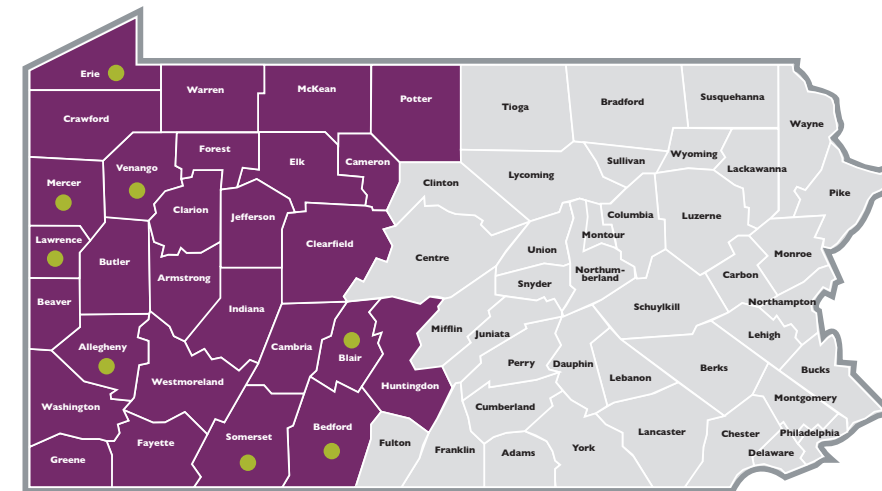 Erie
Warren
McKean
Potter
Tioga
Bradford
Susquehanna
Wayne
Crawford
Forest
Elk
Cameron
Venango
Mercer
Clarion
Jefferson
Clinton
Lycoming
Sullivan
Wyoming
Lackawanna
Pike
Lawrence
Butler
Armstrong
Clearfield
Centre
Union
Montour
Columbia
Luzerne
Monroe
Beaver
Indiana
Snyder
Northum-
berland
Schuylkill
Carbon
Northampton
Allegheny
Westmoreland
Cambria
Blair
Huntingdon
Mifflin
Juniata
Perry
Dauphin
Lebanon
Berks
Lehigh
Bucks
Montgomery
Washington
Greene
Fayette
Somerset
Bedford
Fulton
Franklin
Cumberland
Adams
York
Lancaster
Chester
Philadelphia
Delaware